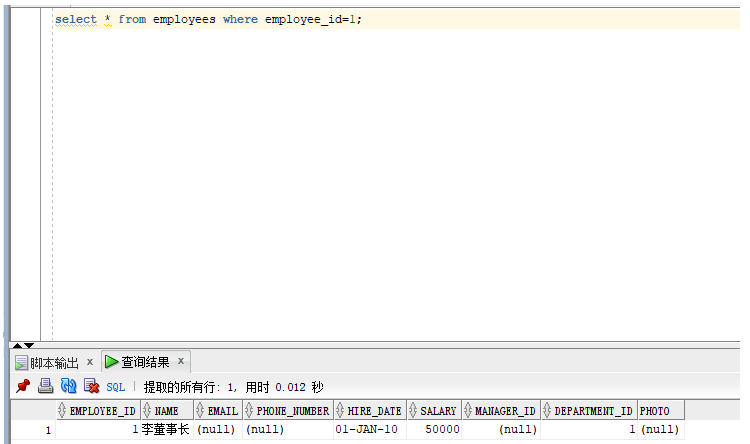 select * from employees where employee_id=1;
脚本输出 × 查询结果 ×
SQL | 提取的所有行: 1, 用时 0.012 秒
EMPLOYEE_ID NAME EMAIL PHONE_NUMBER HIRE_DATE SALARY MANAGER_ID DEPARTMENT_ID PHOTO
1 1 李董事长 (null) (null) 01-JAN-10 50000 (null) 1 (null)